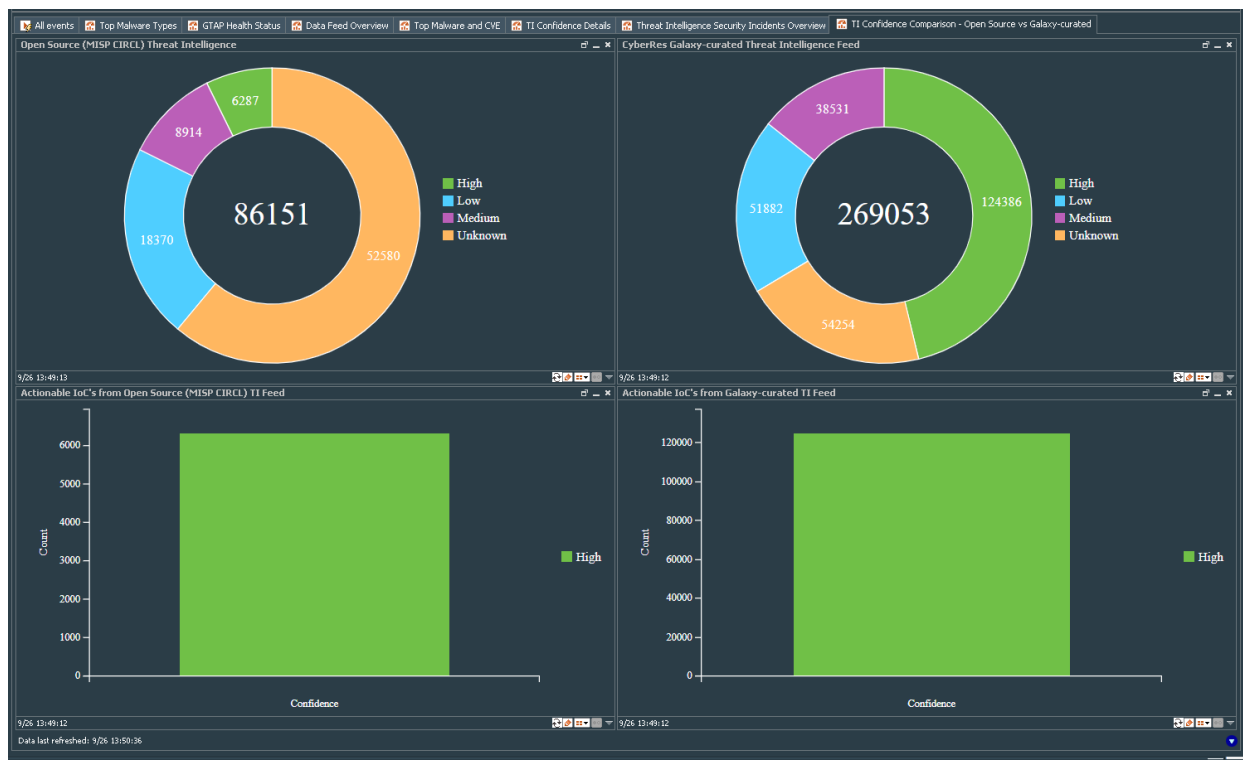 All events Top Malware Types GTAP Health Status Data Feed Overview Top Malware and CVE TI Confidence Details Threat Intelligence Security Incidents Overview TI Confidence Comparison - Open Source vs Galaxy-curated
Open Source (MISP CIRCL) Threat Intelligence
6287
8914
18370
86151
52580
High
Low
Medium
Unknown
9/26 13:49:13
CyberRes Galaxy-curated Threat Intelligence Feed
38531
51882
269053
124386
54254
High
Low
Medium
Unknown
9/26 13:49:12
Actionable IoC's from Open Source (MISP CIRCL) TI Feed
6000
5000
4000
3000
2000
1000
0
Count
High
Confidence
9/26 13:49:12
Actionable IoC's from Galaxy-curated TI Feed
120000
100000
80000
60000
40000
20000
0
Count
High
Confidence
9/26 13:49:12
Data last refreshed: 9/26 13:50:36